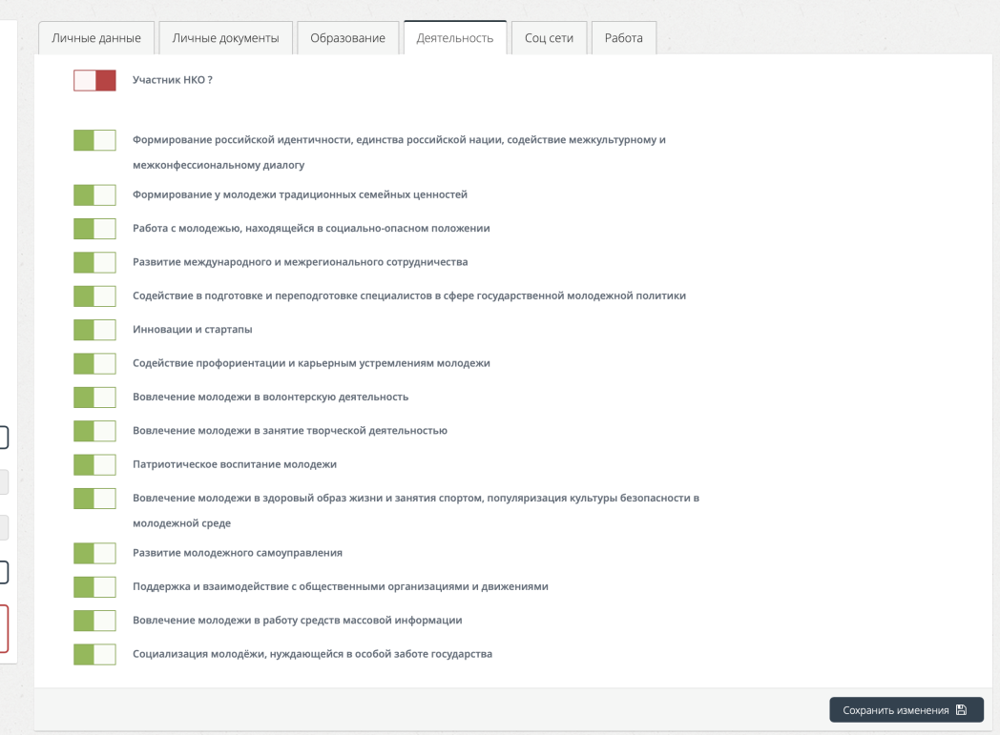 Личные данные
Личные документы
Образование
Деятельность
Соц сети
Работа
Участник НКО ?
Формирование российской идентичности, единства российской нации, содействие межкультурному и
межконфессиональному диалогу
Формирование у молодежи традиционных семейных ценностей
Работа с молодежью, находящейся в социально-опасном положении
Развитие международного и межрегионального сотрудничества
Содействие в подготовке и переподготовке специалистов в сфере государственной молодежной политики
Инновации и стартапы
Содействие профориентации и карьерным устремлениям молодежи
Вовлечение молодежи в волонтерскую деятельность
Вовлечение молодежи в занятие творческой деятельностью
Патриотическое воспитание молодежи
Вовлечение молодежи в здоровый образ жизни и занятия спортом, популяризация культуры безопасности в
молодежной среде
Развитие молодежного самоуправления
Поддержка и взаимодействие с общественными организациями и движениями
Вовлечение молодежи в работу средств массовой информации
Социализация молодёжи, нуждающейся в особой заботе государства
Сохранить изменения